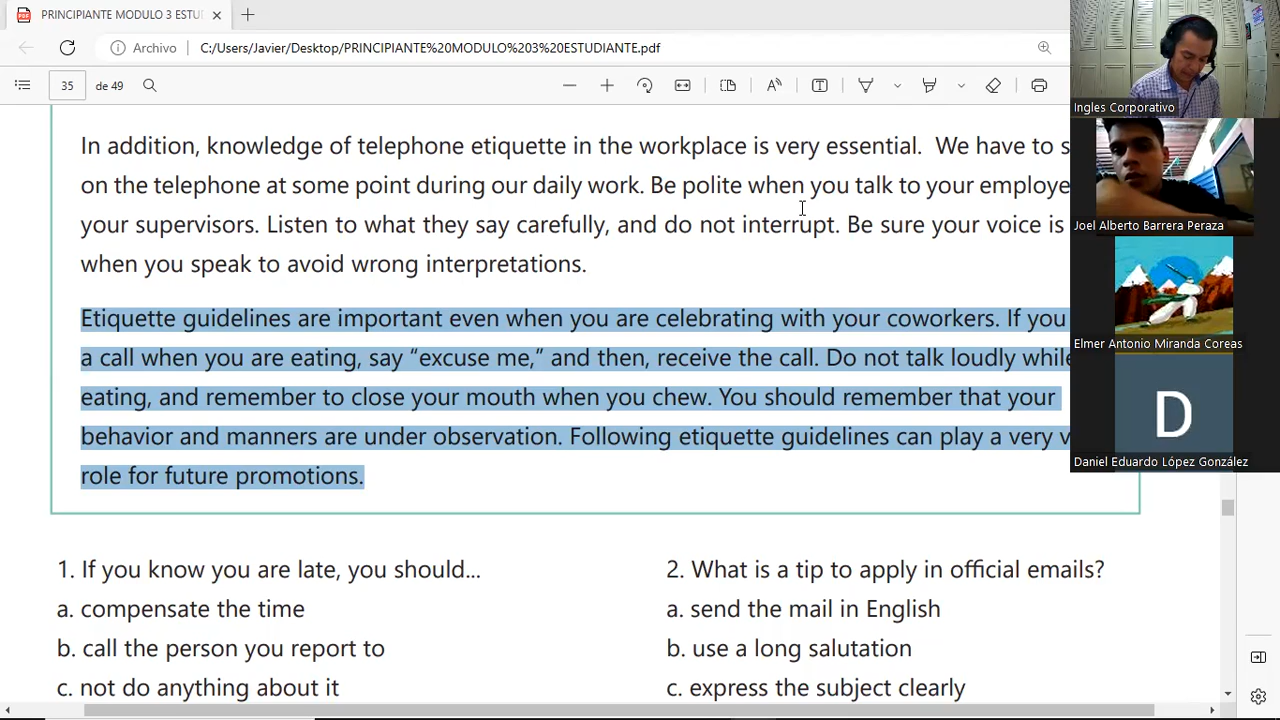 PRINCIPIANTE MODULO 3 ESTU
Archivo
C:/Users/Javier/Desktop/PRINCIPIANTE%20MODULO%203%20ESTUDIANTE.pdf
35 de 49
In addition, knowledge of telephone etiquette in the workplace is very essential. We have to s
on the telephone at some point during our daily work. Be polite when you talk to your employe
your supervisors. Listen to what they say carefully, and do not interrupt. Be sure your voice is
when you speak to avoid wrong interpretations.
Etiquette guidelines are important even when you are celebrating with your coworkers. If you
a call when you are eating, say “excuse me,” and then, receive the call. Do not talk loudly while
eating, and remember to close your mouth when you chew. You should remember that your
behavior and manners are under observation. Following etiquette guidelines can play a very v
role for future promotions.
1. If you know you are late, you should...
a. compensate the time
b. call the person you report to
c. not do anything about it
2. What is a tip to apply in official emails?
a. send the mail in English
b. use a long salutation
c. express the subject clearly
Ingles Corporativo
Joel Alberto Barrera Peraza
Elmer Antonio Miranda Coreas
D
Daniel Eduardo López González